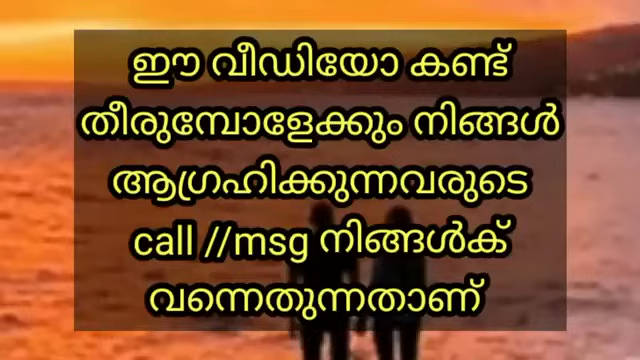 ഈ വീഡിയോ കണ്ട്
തീരുമ്പോളേക്കും നിങ്ങൾ
ആഗ്രഹിക്കുന്നവരുടെ
call //msg നിങ്ങൾക്
വന്നെതുന്നതാണ്